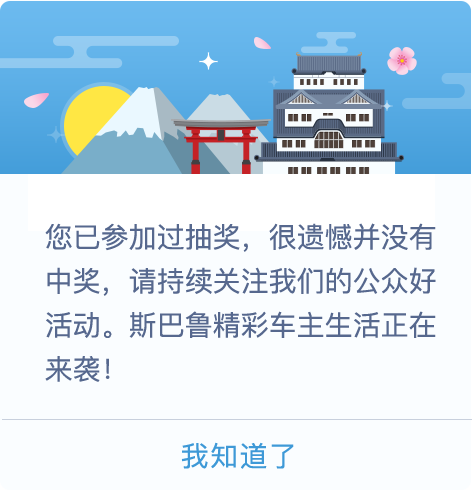 您已参加过抽奖，很遗憾并没有
中奖，请持续关注我们的公众好
活动。斯巴鲁精彩车主生活正在
来袭！
我知道了